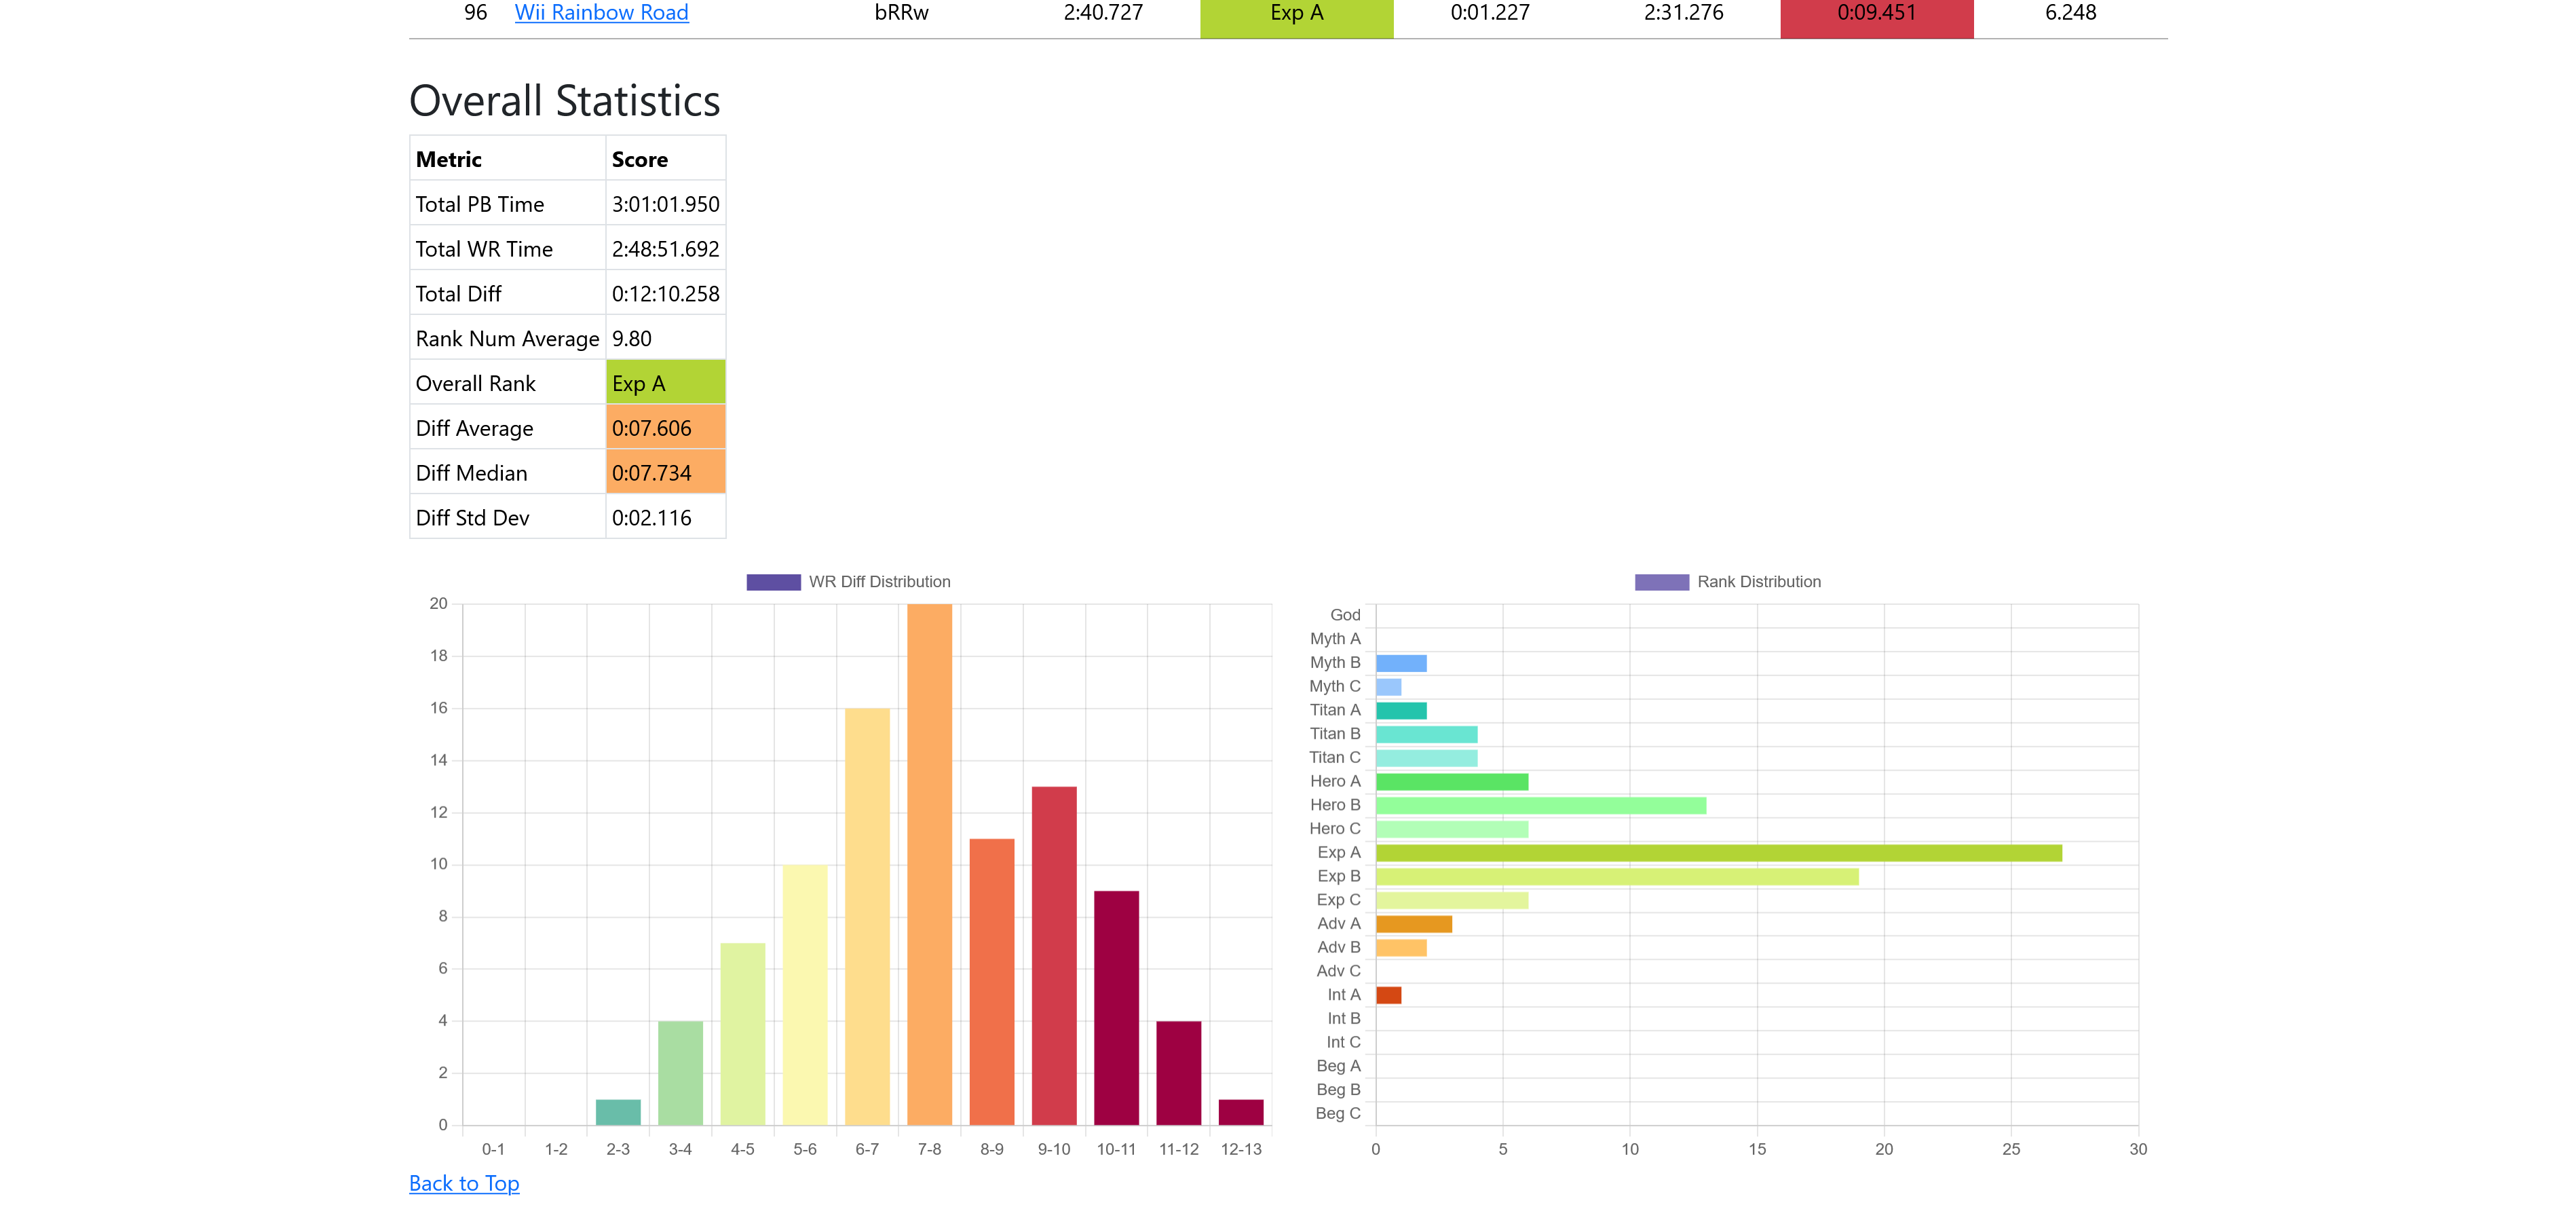 96 Wii Rainbow Road bRRw 2:40.727 Exp A 0:01.227 2:31.276 0:09.451 6.248
Overall Statistics
Metric Score
Total PB Time 3:01:01.950
Total WR Time 2:48:51.692
Total Diff 0:12:10.258
Rank Num Average 9.80
Overall Rank Exp A
Diff Average 0:07.606
Diff Median 0:07.734
Diff Std Dev 0:02.116
WR Diff Distribution
20
18
16
14
12
10
8
6
4
2
0
0-1 1-2 2-3 3-4 4-5 5-6 6-7 7-8 8-9 9-10 10-11 11-12 12-13
Rank Distribution
God
Myth A
Myth B
Myth C
Titan A
Titan B
Titan C
Hero A
Hero B
Hero C
Exp A
Exp B
Exp C
Adv A
Adv B
Adv C
Int A
Int B
Int C
Beg A
Beg B
Beg C
0 5 10 15 20 25 30
Back to Top